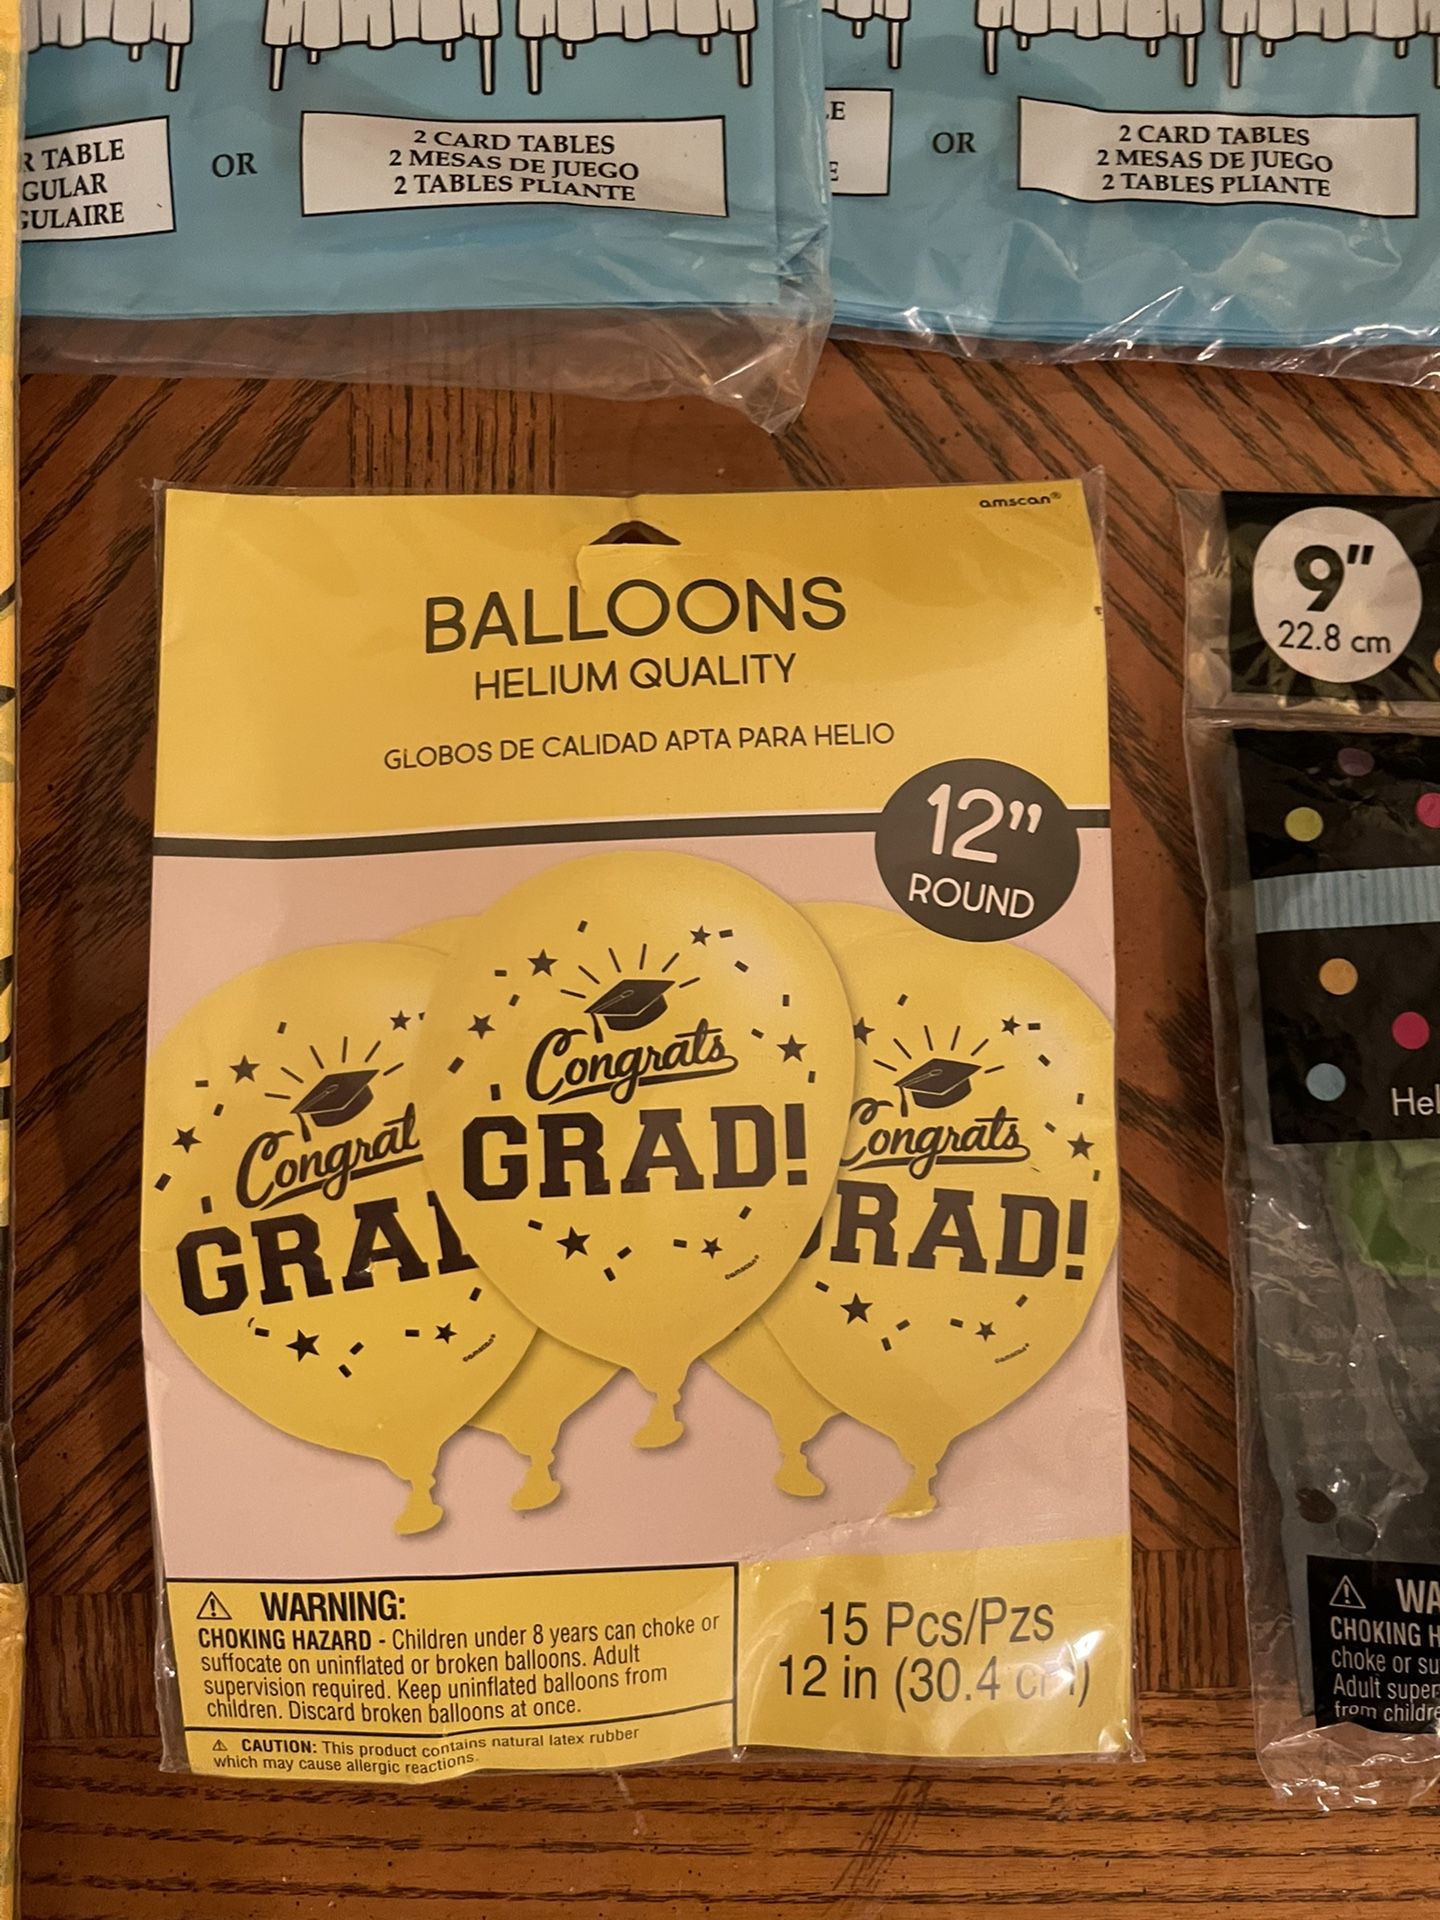 R TABLE
GULAR
GULAIRE
OR
2 CARD TABLES
2 MESAS DE JUEGO
2 TABLES PLIANTE
E
E
OR
2 CARD TABLES
2 MESAS DE JUEGO
2 TABLES PLIANTE
amscan®
BALLOONS
HELIUM QUALITY
GLOBOS DE CALIDAD APTA PARA HELIO
12"
ROUND
Congrats
GRAD!
Congrat
GRA
ongrats
RAD!
©amscan®
©amscan®
©amscan®
⚠ WARNING:
CHOKING HAZARD - Children under 8 years can choke or
suffocate on uninflated or broken balloons. Adult
supervision required. Keep uninflated balloons from
children. Discard broken balloons at once.
⚠ CAUTION: This product contains natural latex rubber
which may cause allergic reactions.
15 Pcs/Pzs
12 in (30.4 cm)
9"
22.8 cm
Hel
⚠ WA
CHOKING H
choke or su
Adult super
from childre